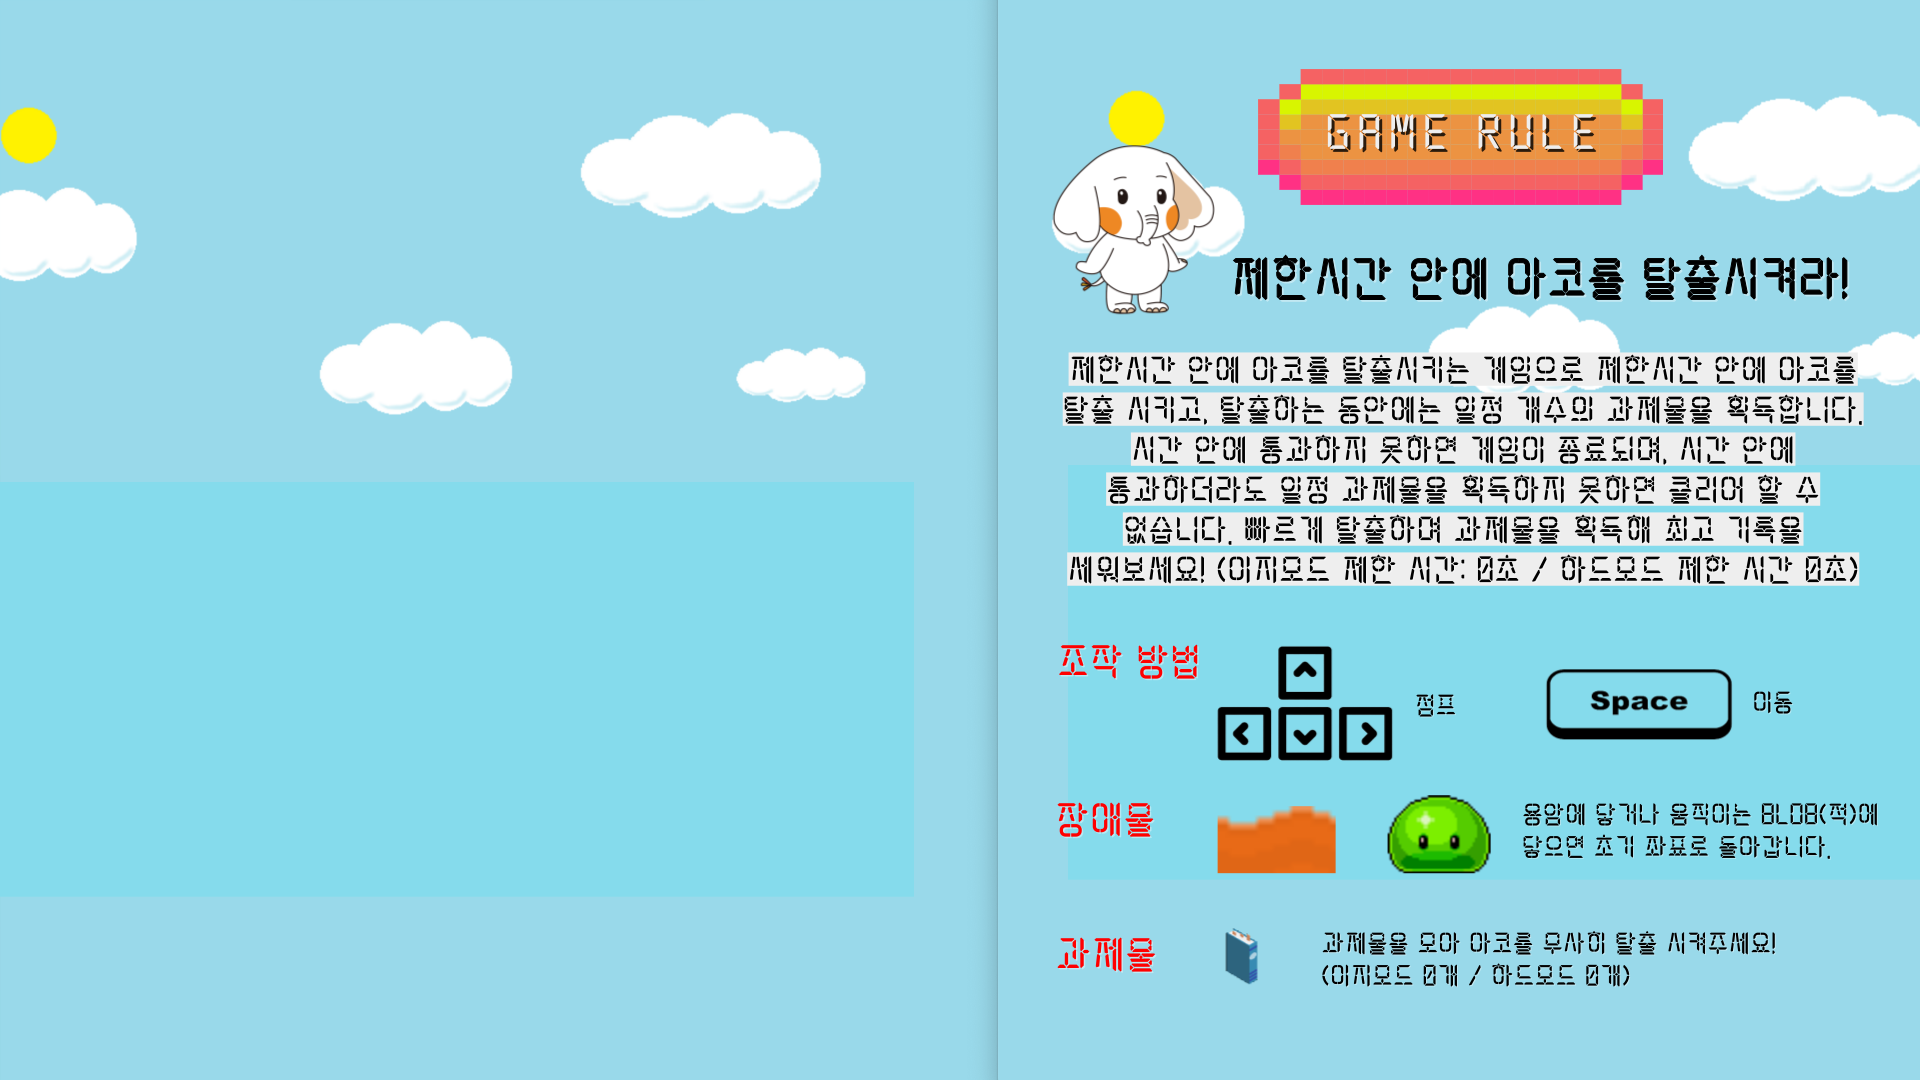 GAME RULE
제한시간 안에 아코를 탈출시켜라!
제한시간 안에 아코를 탈출시키는 게임으로 제한시간 안에 아코를
탈출 시키고, 탈출하는 동안에는 일정 개수의 과제물을 획득합니다.
시간 안에 통과하지 못하면 게임이 종료되며, 시간 안에
통과하더라도 일정 과제물을 획득하지 못하면 클리어 할 수
없습니다. 빠르게 탈출하며 과제물을 획득해 최고 기록을
세워보세요! (이지모드 제한 시간: 0초 / 하드모드 제한 시간 0초)
조작 방법
점프
Space
이동
장애물
용암에 닿거나 움직이는 BLOB(적)에
닿으면 초기 좌표로 돌아갑니다.
과제물
과제물을 모아 아코를 무사히 탈출 시켜주세요!
(이지모드 0개 / 하드모드 0개)